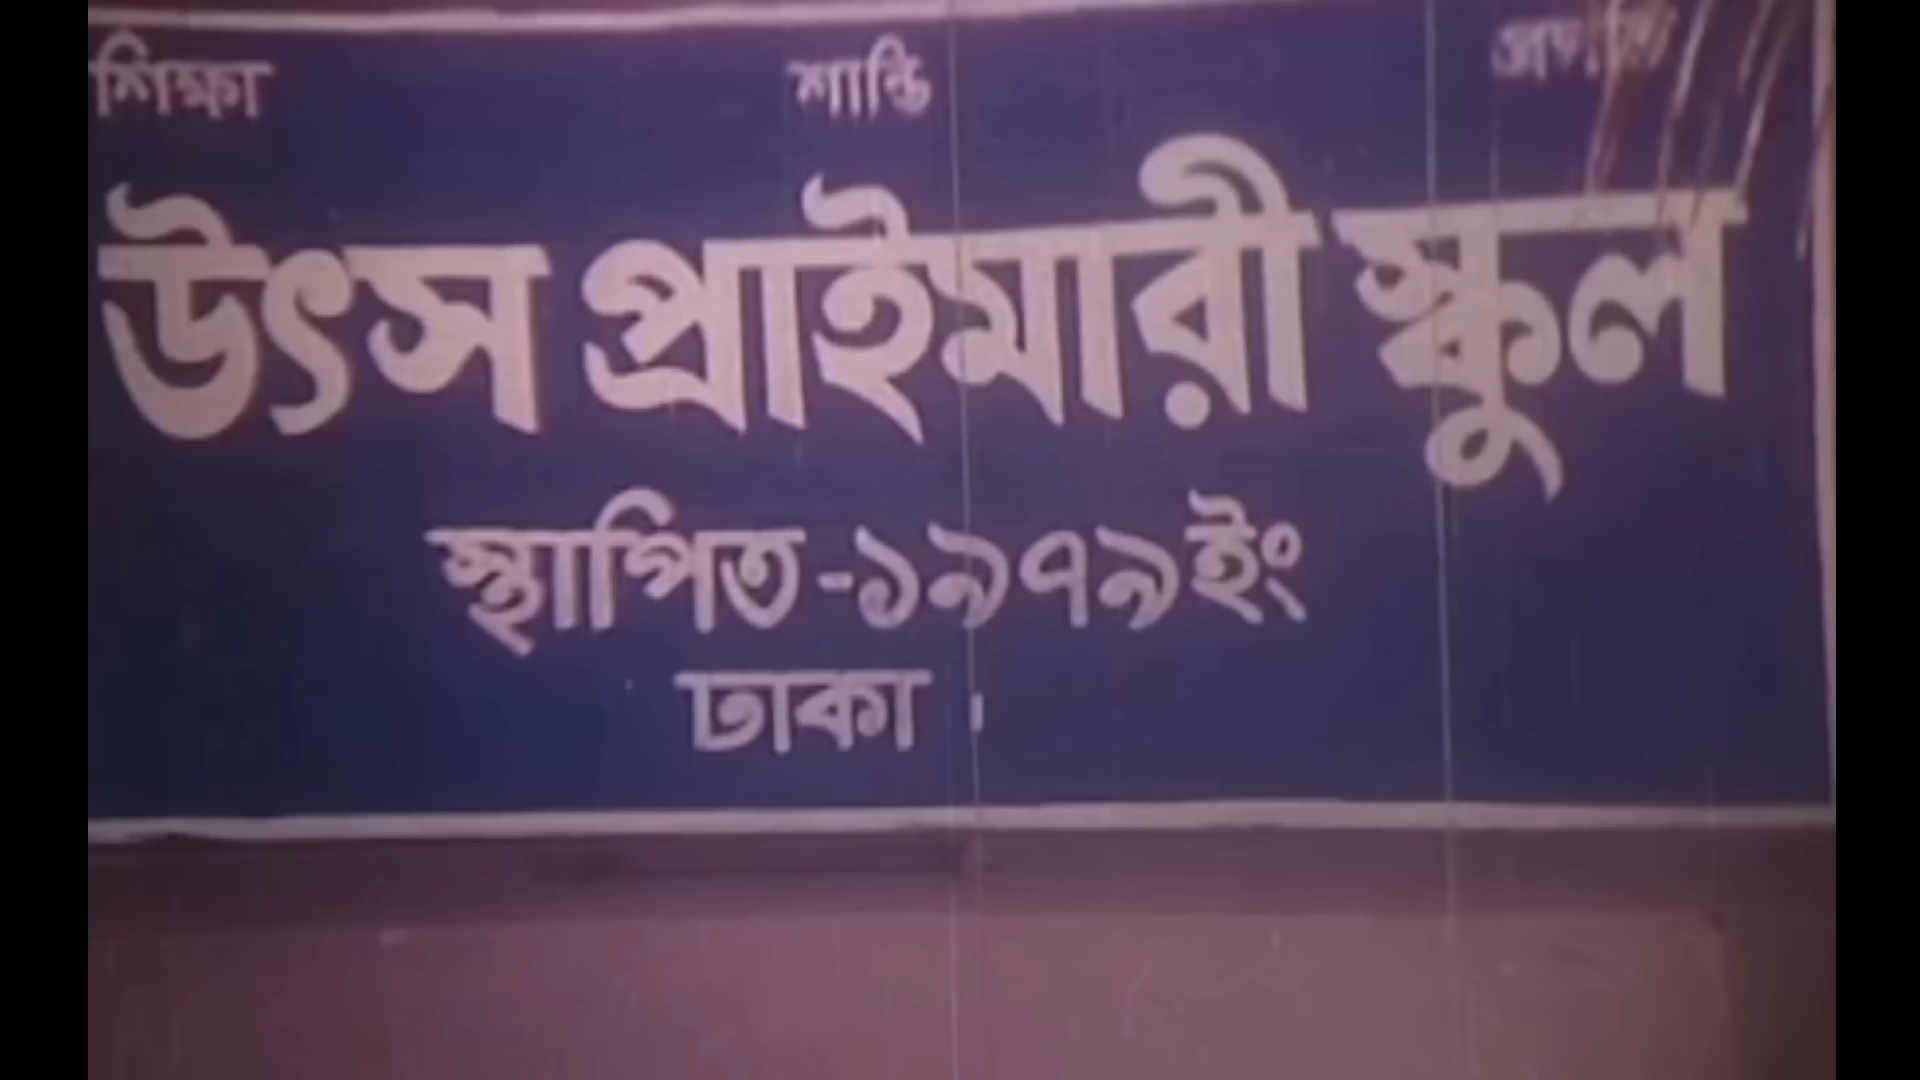 শিক্ষা শান্তি
উৎস প্রাইমারী স্কুল
স্থাপিত -১৯৭৯ইং
ঢাকা ।